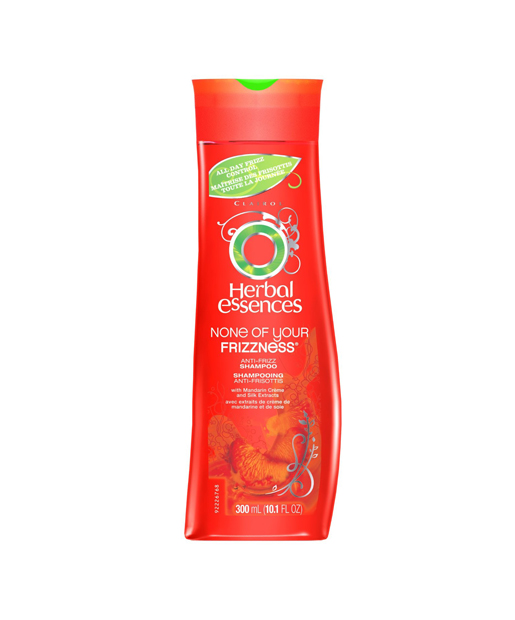 ALL DAY FRIZZ
CONTROL
MAÎTRISE DES FRISOTTIS
TOUTE LA JOURNÉE
Herbal
essences
NONE OF YOUR
FRIZZNESS®
ANTI-FRIZZ
SHAMPOO
SHAMPOOING
ANTI-FRISOTTIS
with Mandarin Crème
and Silk Extracts
avec extraits de crème de
mandarine et de soie
92226768
300 mL (10.1 FL OZ)